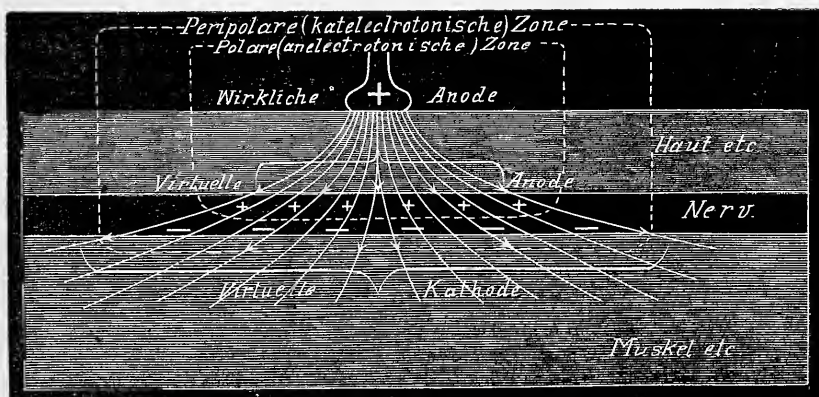 Peripolare (katelectrotonische) Zone
Polare (anelectrotonische) Zone
Wirkliche + Anode
Haut etc
Virtuelle Anode
+ + + + + +
Nerv.
— — — — — — —
Virtuelle Kathode
Muskel etc